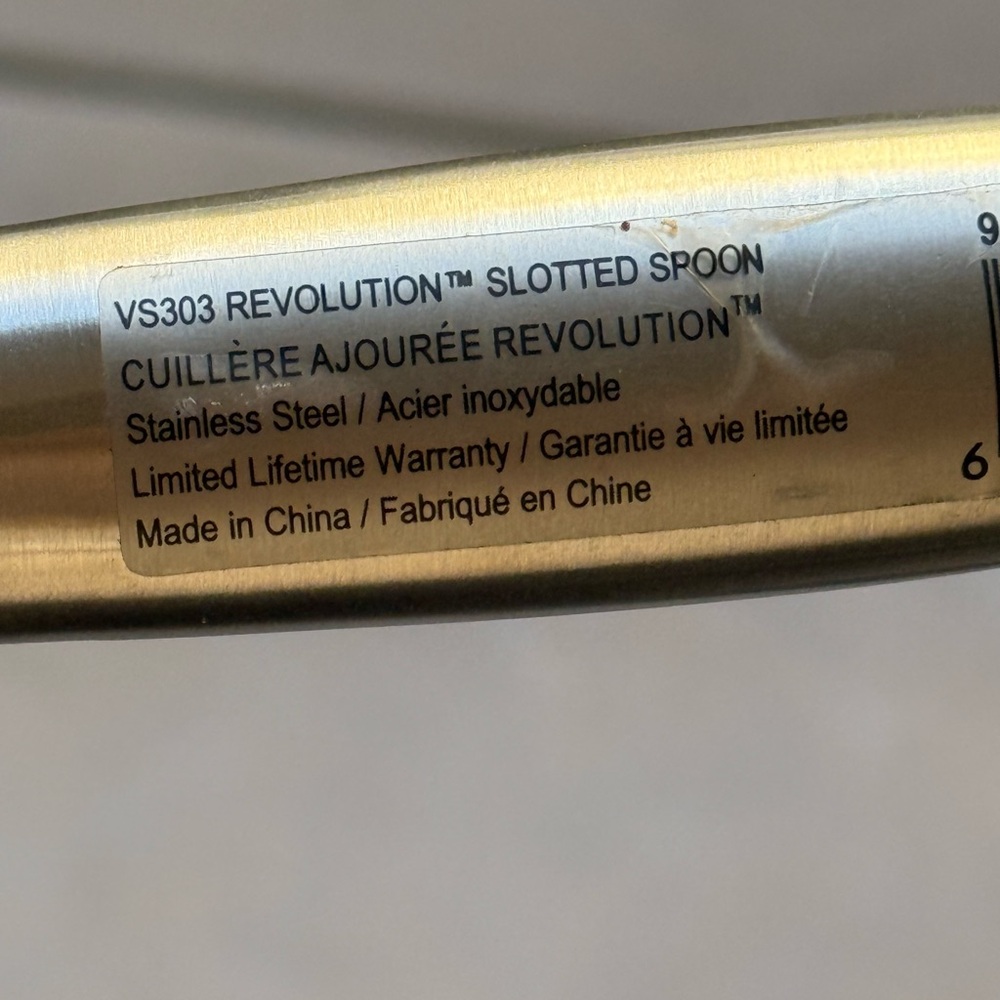 VS303 REVOLUTION™ SLOTTED SPOON
CUILLÈRE AJOURÉE REVOLUTION™
Stainless Steel / Acier inoxydable
Limited Lifetime Warranty / Garantie à vie limitée
Made in China / Fabriqué en Chine
9
6